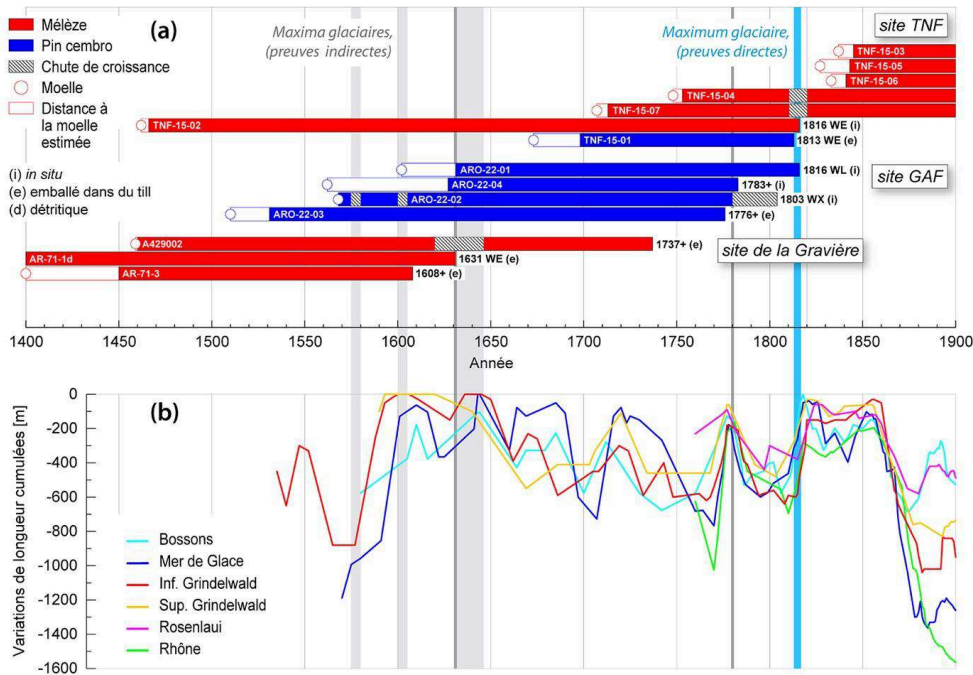 (a)
Mélèze
Pin cembro
Chute de croissance
Moelle
Distance à
la moelle
estimée
(i) in situ
(e) emballé dans du till
(d) détritique
Maxima glaciaires,
(preuves indirectes)
Maximum glaciaire,
(preuves directes)
site TNF
TNF-15-03
TNF-15-05
TNF-15-06
TNF-15-04
TNF-15-07
TNF-15-02
1816 WE (i)
TNF-15-01
1813 WE (e)
site GAF
ARO-22-01
1816 WL (i)
ARO-22-04
1783+ (i)
ARO-22-02
1803 WX (i)
ARO-22-03
1776+ (e)
A429002
1737+ (e)
site de la Gravière
AR-71-1d
1631 WE (e)
AR-71-3
1608+ (e)
1400 1450 1500 1550 1600 1650 1700 1750 1800 1850 1900
Année
(b)
Variations de longueur cumulées [m]
0
-200
-400
-600
-800
-1000
-1200
-1400
-1600
Bossons
Mer de Glace
Inf. Grindelwald
Sup. Grindelwald
Rosenlaui
Rhône